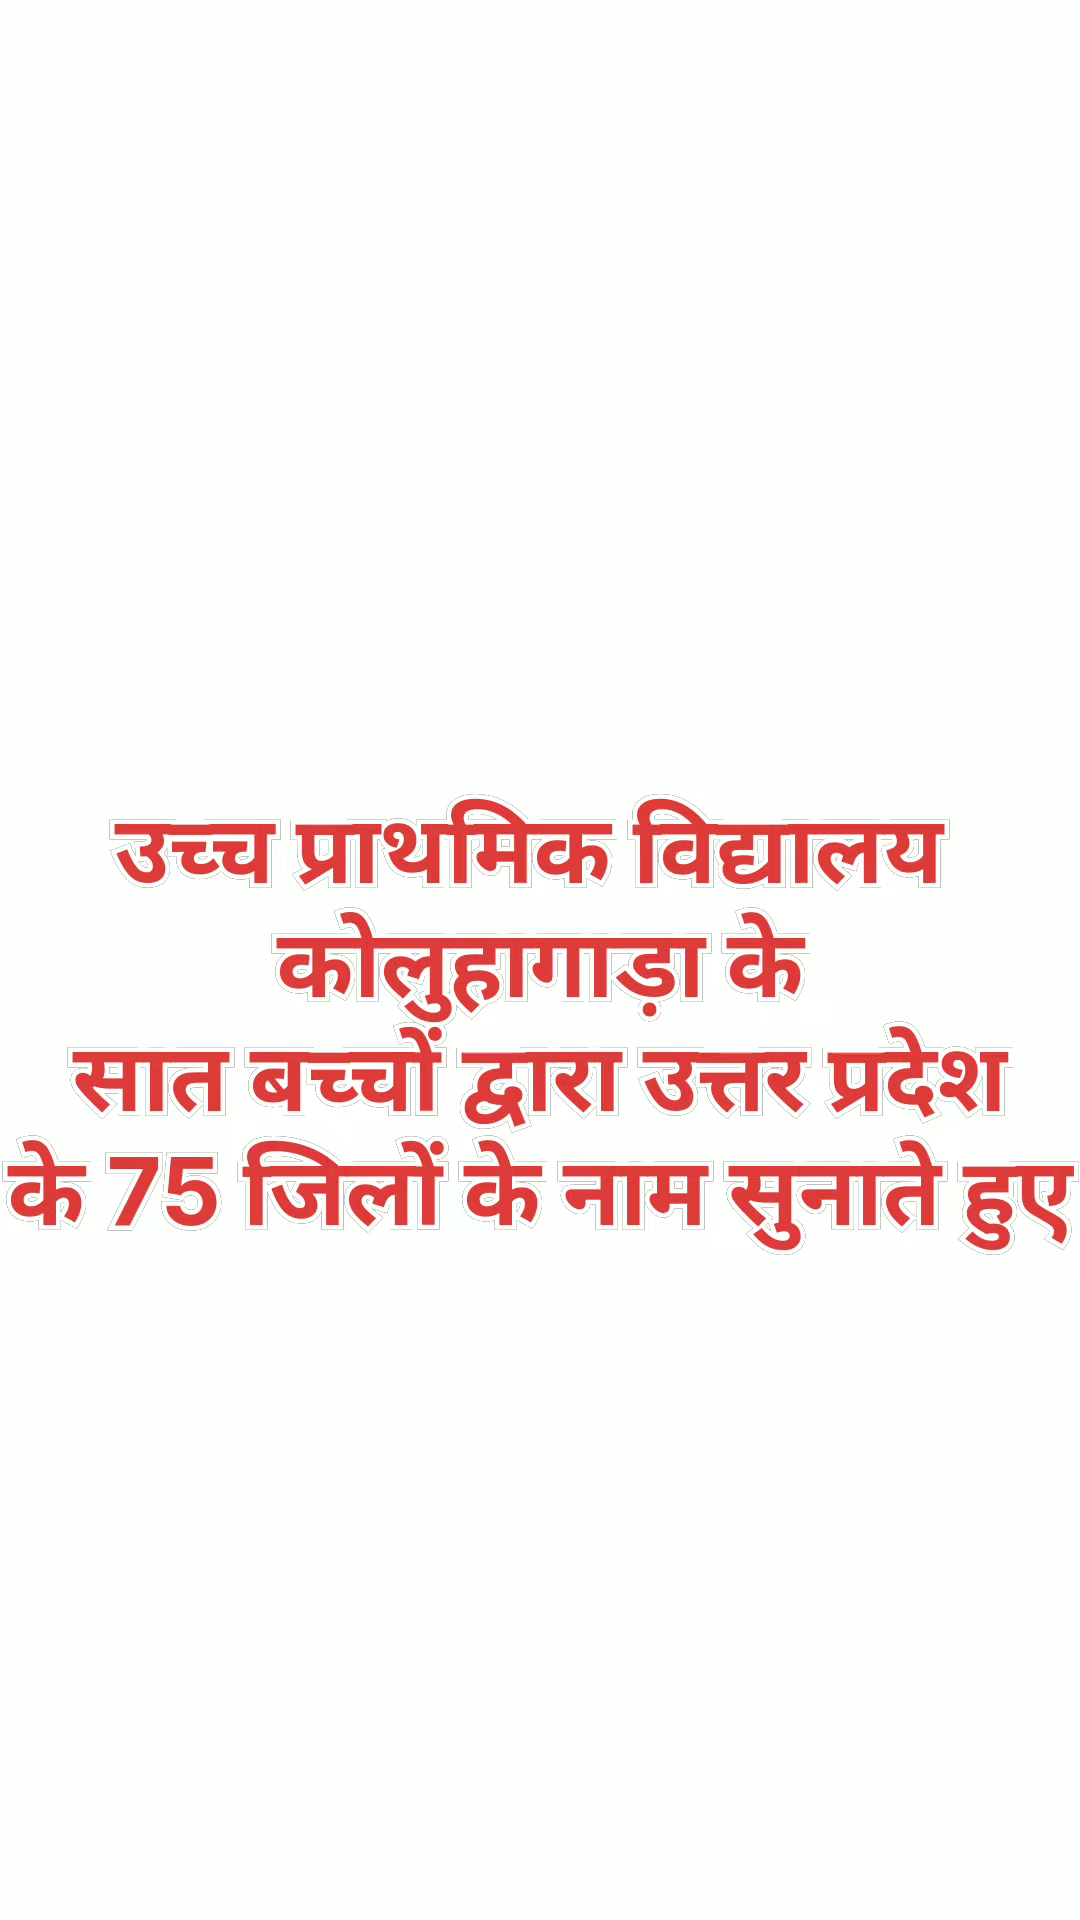 उच्च प्राथमिक विद्यालय
कोलुहागाड़ा के
सात बच्चों द्वारा उत्तर प्रदेश
के 75 जिलों के नाम सुनाते हुए